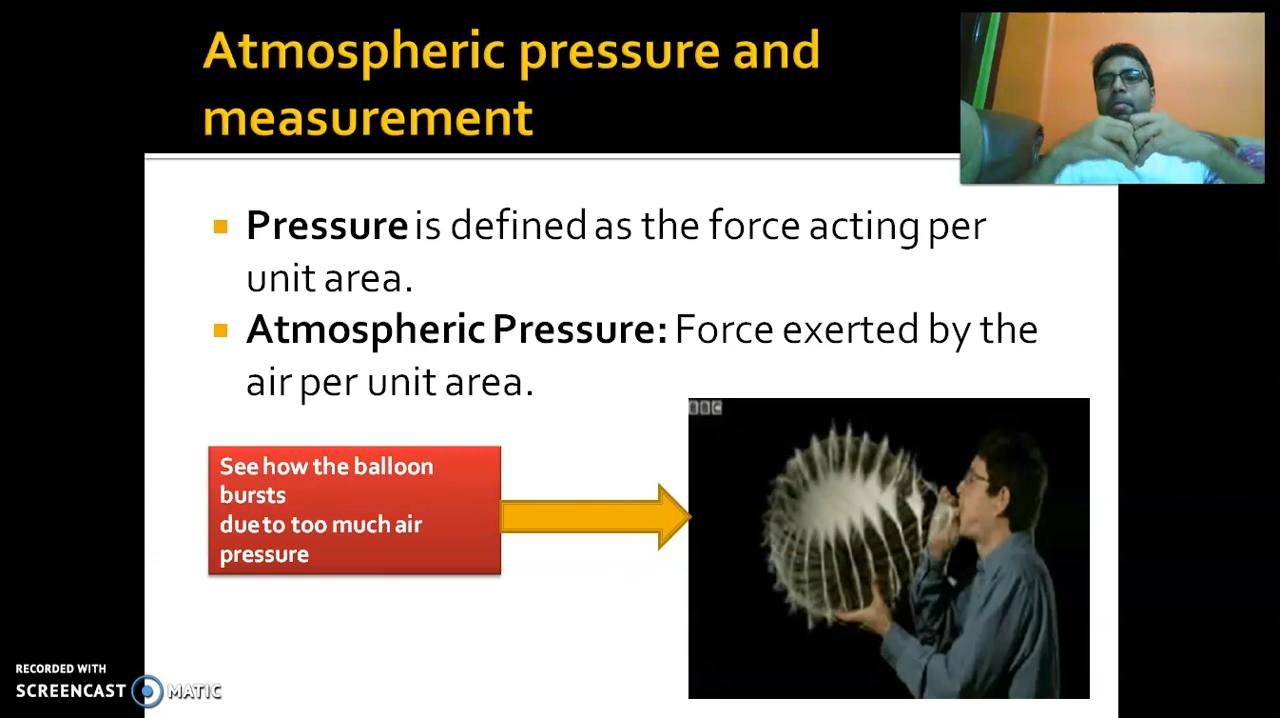 Atmospheric pressure and
measurement
Pressure is defined as the force acting per
unit area.
Atmospheric Pressure: Force exerted by the
air per unit area.
See how the balloon
bursts
due to too much air
pressure
BBC
RECORDED WITH
SCREENCAST MATIC